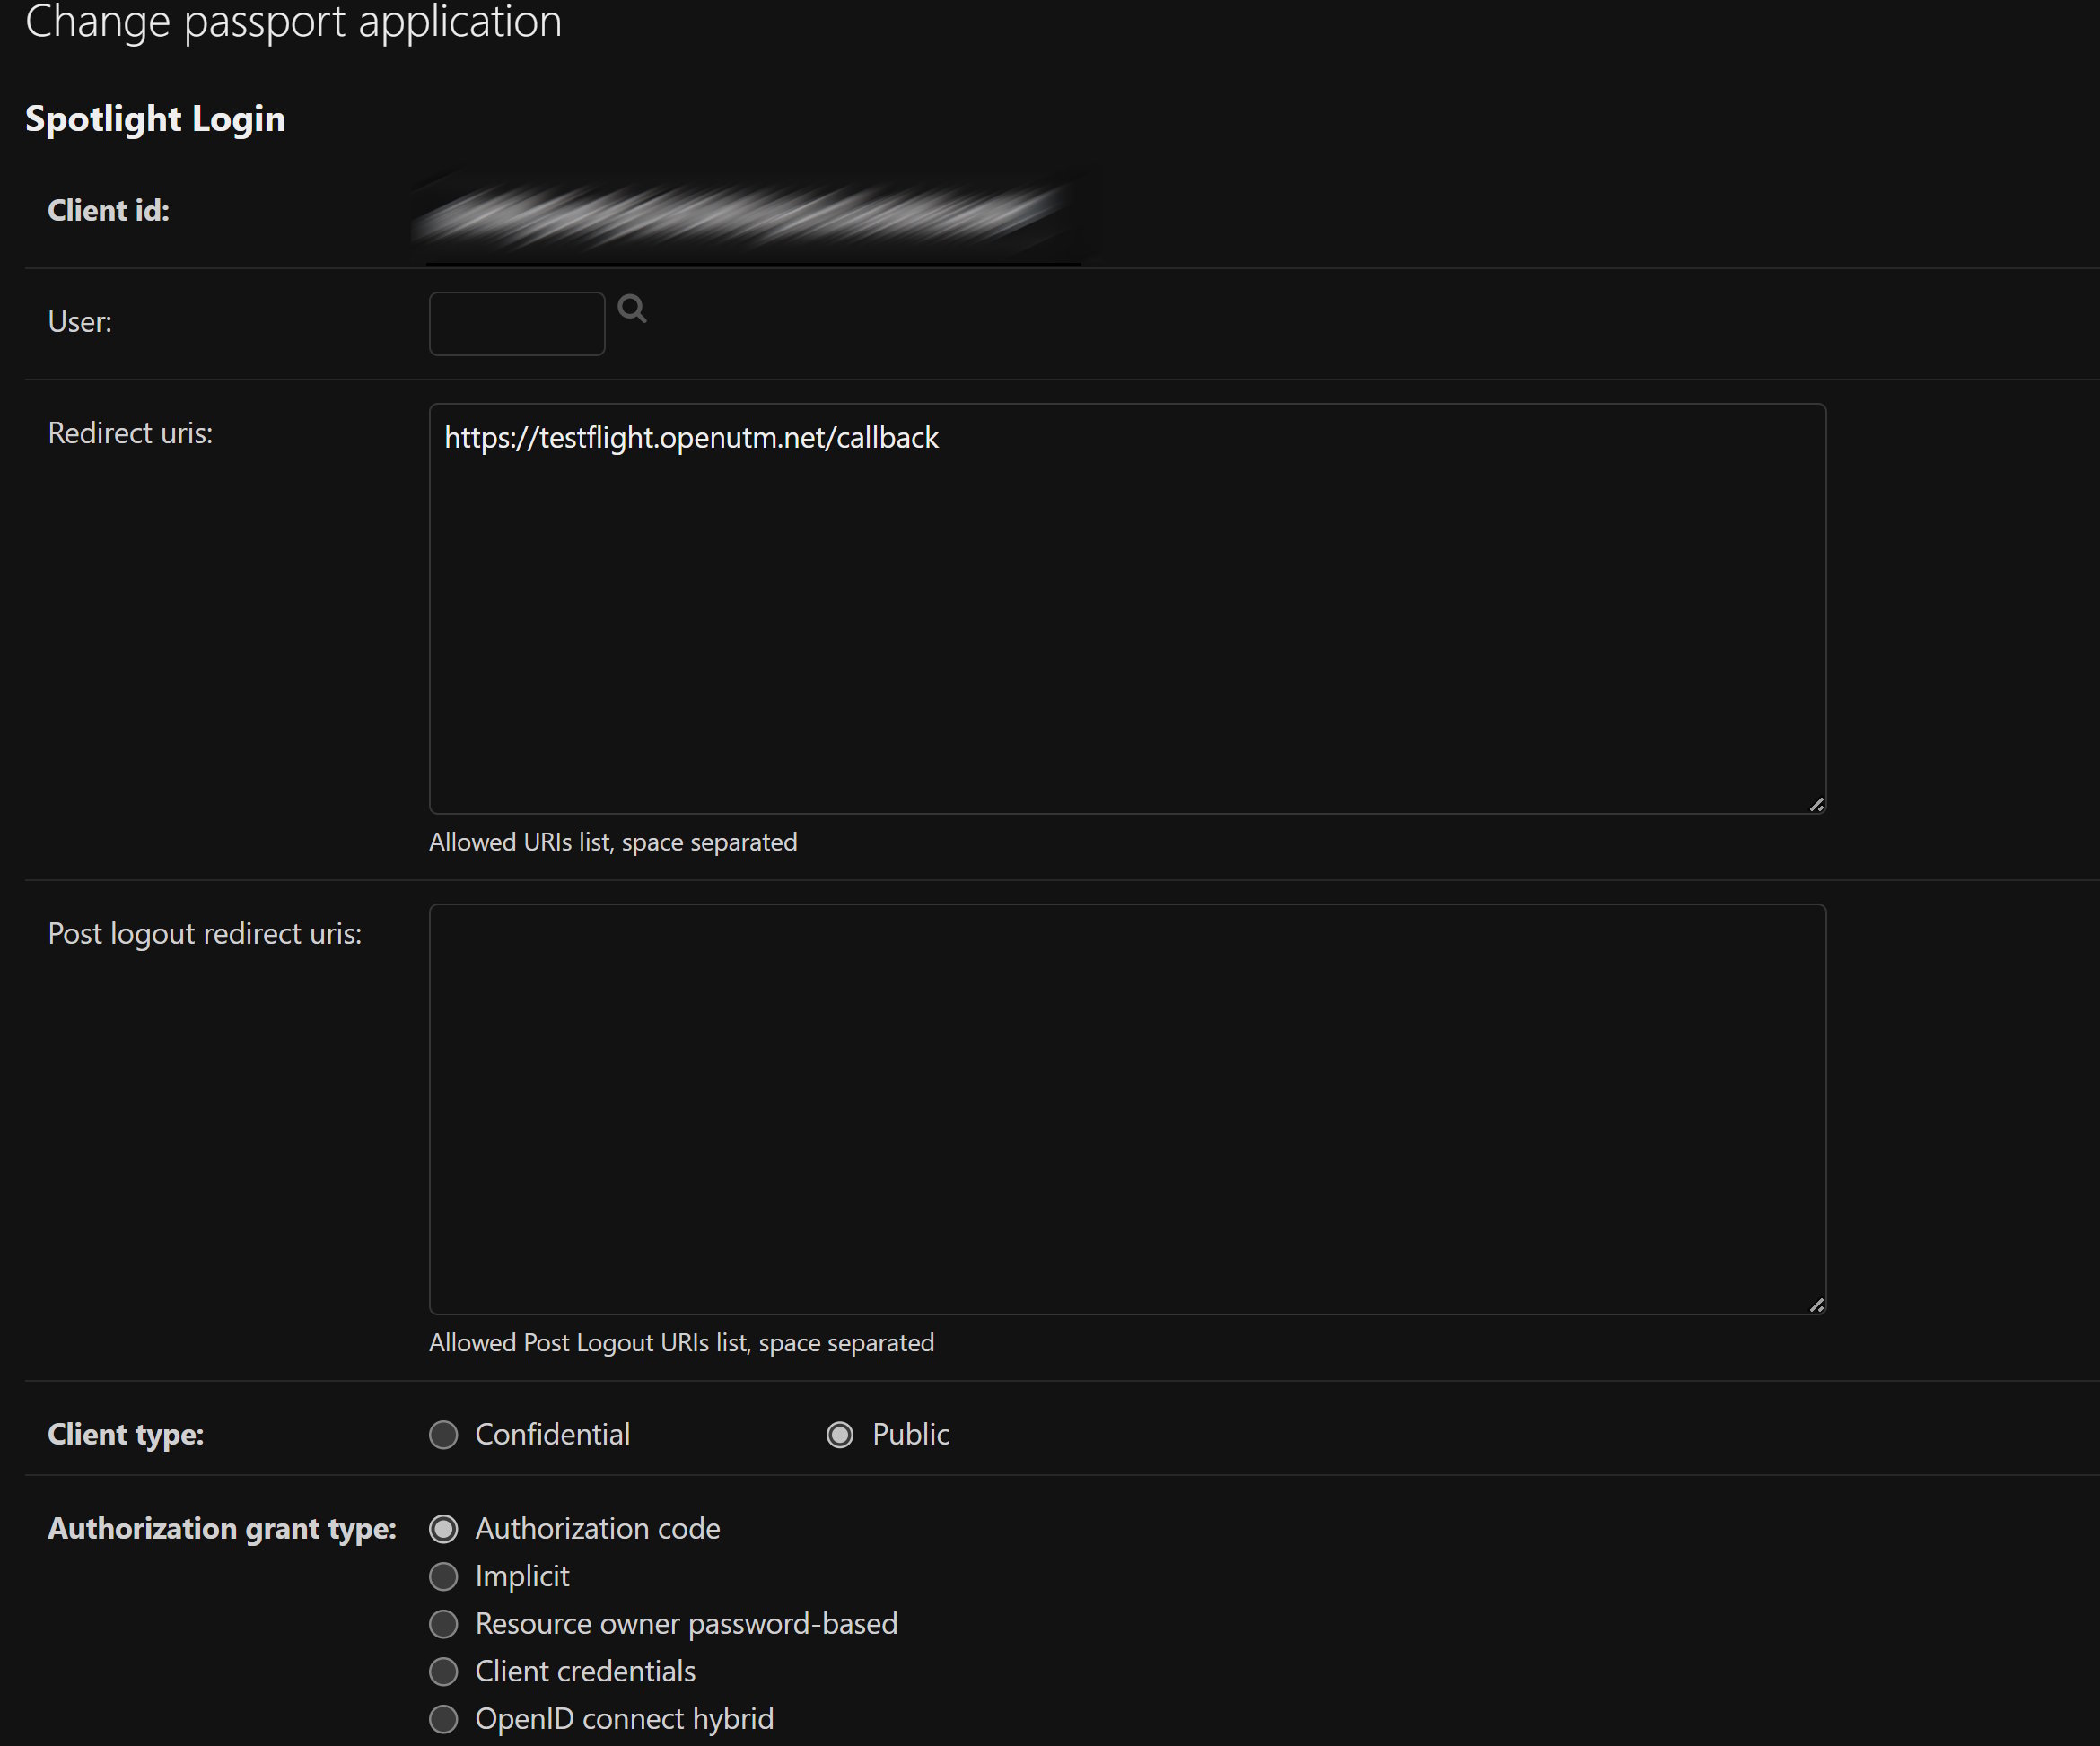 Change passport application
Spotlight Login
Client id:
User:
Redirect uris:
https://testflight.openutm.net/callback
Allowed URIs list, space separated
Post logout redirect uris:
Allowed Post Logout URIs list, space separated
Client type:
Confidential
Public
Authorization grant type:
Authorization code
Implicit
Resource owner password-based
Client credentials
OpenID connect hybrid